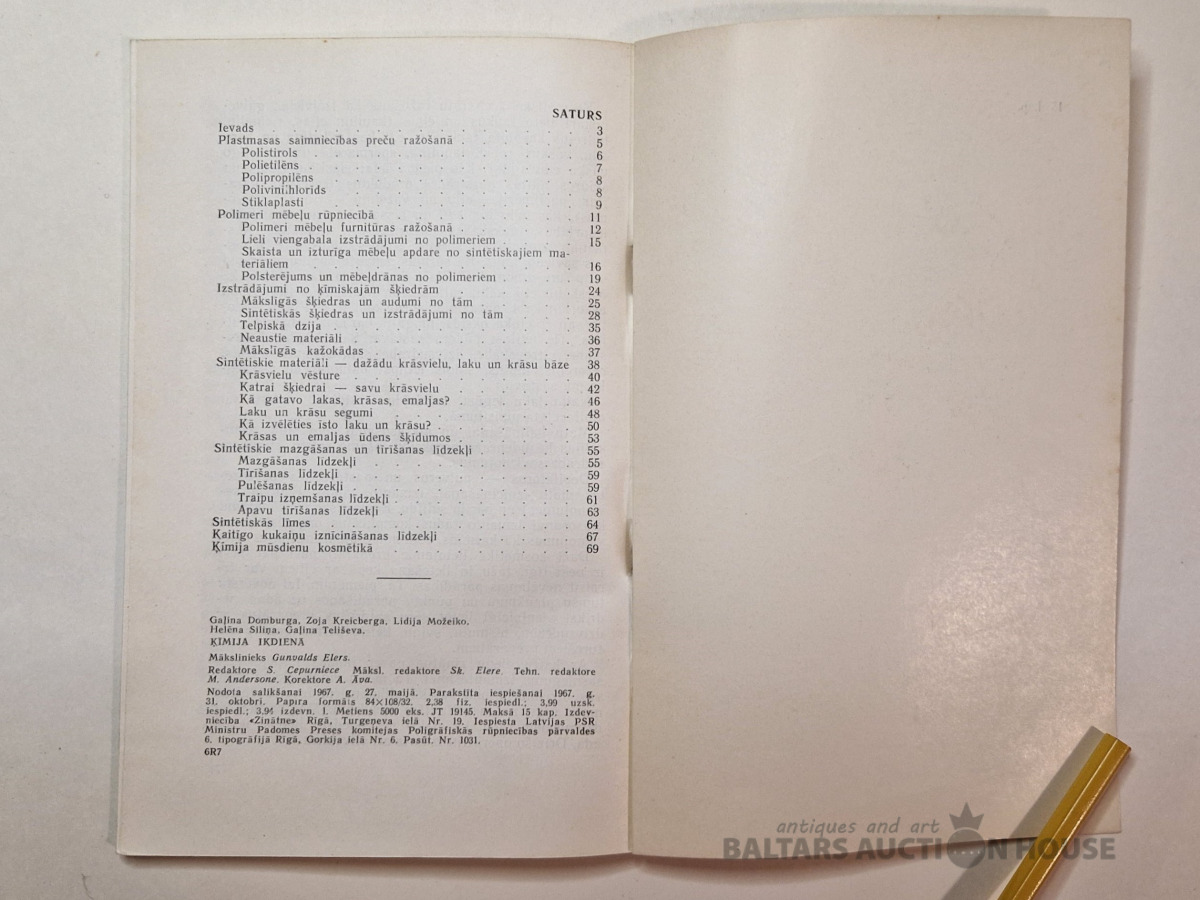 SATURS
Ievads . . . . . . . . . . . . . . . 3
Plastmasas saimniecības preču ražošanā . . . . . . 5
Polistirols . . . . . . . . . . . . . 6
Polietilēns . . . . . . . . . . . . . 7
Polipropilēns . . . . . . . . . . . . 8
Polivinilhlorids . . . . . . . . . . . . 8
Stiklaplasti . . . . . . . . . . . . 9
Polimeri mēbeļu rūpniecībā . . . . . . . . . 11
Polimeri mēbeļu furnitūras ražošanā . . . . . . 12
Lieli viengabala izstrādājumi no polimeriem . . . . 15
Skaista un izturīga mēbeļu apdare no sintētiskajiem ma-
teriāliem . . . . . . . . . . . . . 16
Polsterējums un mēbeļdrānas no polimeriem . . . . 19
Izstrādājumi no ķīmiskajām šķiedrām . . . . . . 24
Mākslīgās šķiedras un audumi no tām . . . . . 25
Sintētiskās šķiedras un izstrādājumi no tām . . . . 28
Telpiskā dzija . . . . . . . . . . . . 35
Neaustie materiāli . . . . . . . . . . . 36
Mākslīgās kažokādas . . . . . . . . . . 37
Sintētiskie materiāli — dažādu krāsvielu, laku un krāsu bāze 38
Krāsvielu vēsture . . . . . . . . . . . 40
Katrai šķiedrai — savu krāsvielu . . . . . . 42
Kā gatavo lakas, krāsas, emaljas? . . . . . . 46
Laku un krāsu segumi . . . . . . . . . 48
Kā izvēlēties īsto laku un krāsu? . . . . . . 50
Krāsas un emaljas ūdens šķidumos . . . . . . 53
Sintētiskie mazgāšanas un tīrīšanas līdzekļi . . . . . 55
Mazgāšanas līdzekļi . . . . . . . . . . 55
Tīrīšanas līdzekļi . . . . . . . . . . . 59
Pulēšanas līdzekļi . . . . . . . . . . . 59
Traipu izņemšanas līdzekļi . . . . . . . . 61
Apavu tīrīšanas līdzekļi . . . . . . . . . 63
Sintētiskās līmes . . . . . . . . . . . . 64
Kaitīgo kukaiņu iznīcināšanas līdzekļi . . . . . . 67
Ķīmija mūsdienu kosmētikā . . . . . . . . . 69
Gaļina Domburga, Zoja Kreicberga, Lidija Možeiko,
Helēna Siliņa, Gaļina Teliševa.
ĶĪMIJA IKDIENĀ
Mākslinieks Gunvalds Elers.
Redaktore S. Cepurniece Māksl. redaktore Sk. Elere. Tehn. redaktore
M. Andersone. Korektore A. Āva.
Nodota salikšanai 1967. g. 27. maijā. Parakstīta iespiešanai 1967. g.
31. oktobrī. Papīra formāts 84×108/32. 2,38 fiz. iespiedl.; 3,99 uzsk.
iespiedl.; 3,94 izdevn. l. Metiens 5000 eks. JT 19145. Maksā 15 kap. Izdev-
niecība «Zinātne» Rīgā, Turgeņeva ielā Nr. 19. Iespiesta Latvijas PSR
Ministru Padomes Preses komitejas Poligrāfiskās rūpniecības pārvaldes
6. tipogrāfijā Rīgā, Gorkija ielā Nr. 6. Pasūt. Nr. 1031.
6R7
antiques and art
BALTARS AUCTION HOUSE